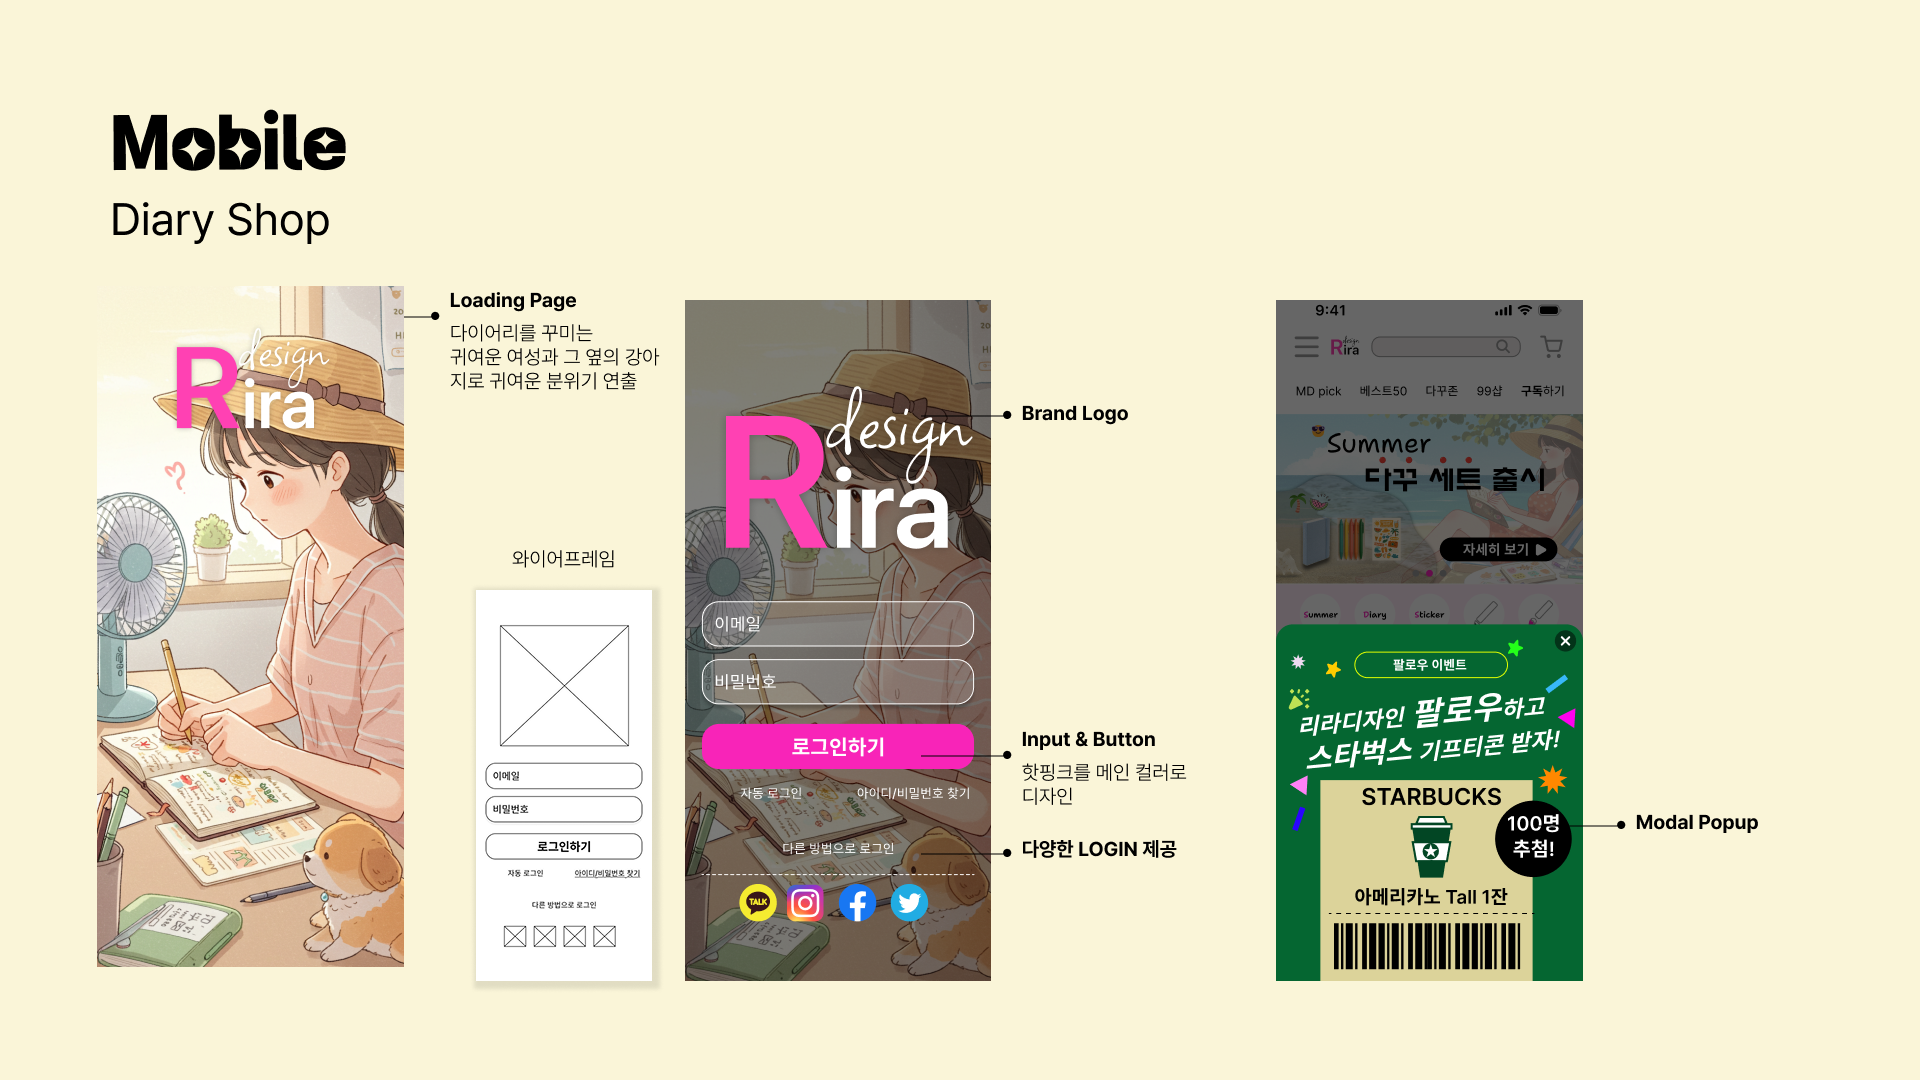 Mobile
Diary Shop
design
Rira
Loading Page
다이어리를 꾸미는
귀여운 여성과 그 옆의 강아
지로 귀여운 분위기 연출
와이어프레임
이메일
비밀번호
로그인하기
자동 로그인
아이디/비밀번호 찾기
다른 방법으로 로그인
design
Rira
이메일
비밀번호
로그인하기
자동 로그인
아이디/비밀번호 찾기
다른 방법으로 로그인
TALK
Brand Logo
Input & Button
핫핑크를 메인 컬러로
디자인
다양한 LOGIN 제공
9:41
design
Rira
MD pick 베스트50 다꾸존 99샵 구독하기
Summer
다꾸 세트 출시
자세히 보기
Summer Diary Sticker
팔로우 이벤트
리라디자인 팔로우하고
스타벅스 기프티콘 받자!
STARBUCKS
100명
추첨!
아메리카노 Tall 1잔
Modal Popup